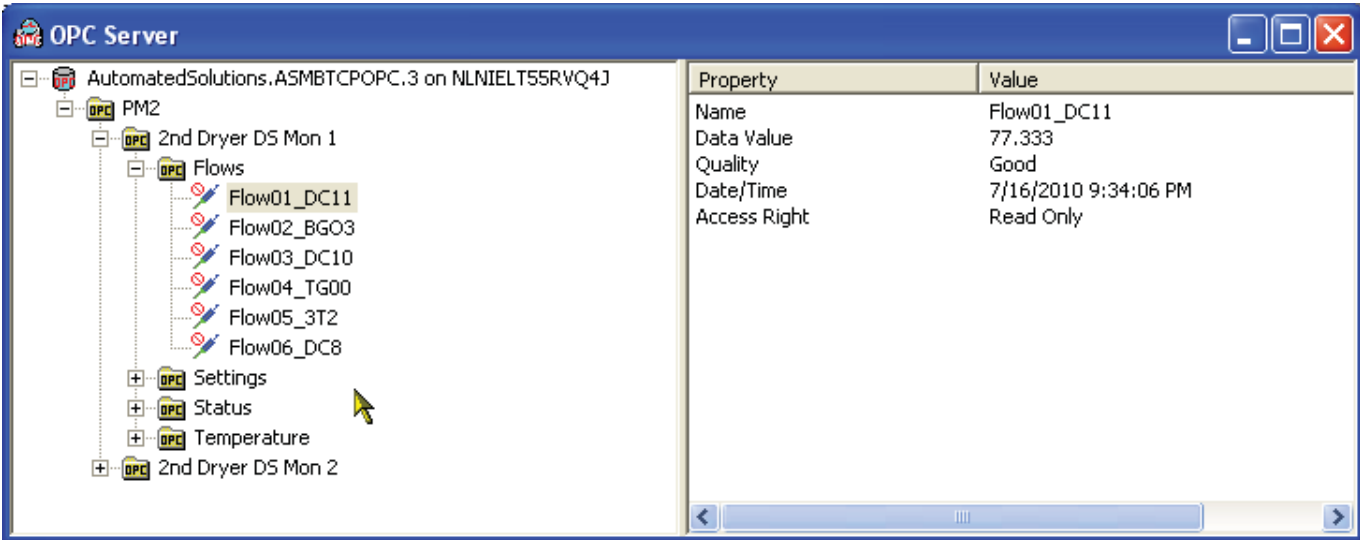 OPC Server
AutomatedSolutions.ASMBTCPOPC.3 on NLNIELT55RVQ4J
PM2
2nd Dryer DS Mon 1
Flows
Flow01_DC11
Flow02_BGO3
Flow03_DC10
Flow04_TG00
Flow05_3T2
Flow06_DC8
Settings
Status
Temperature
2nd Dryer DS Mon 2
Property Value
Name Flow01_DC11
Data Value 77.333
Quality Good
Date/Time 7/16/2010 9:34:06 PM
Access Right Read Only